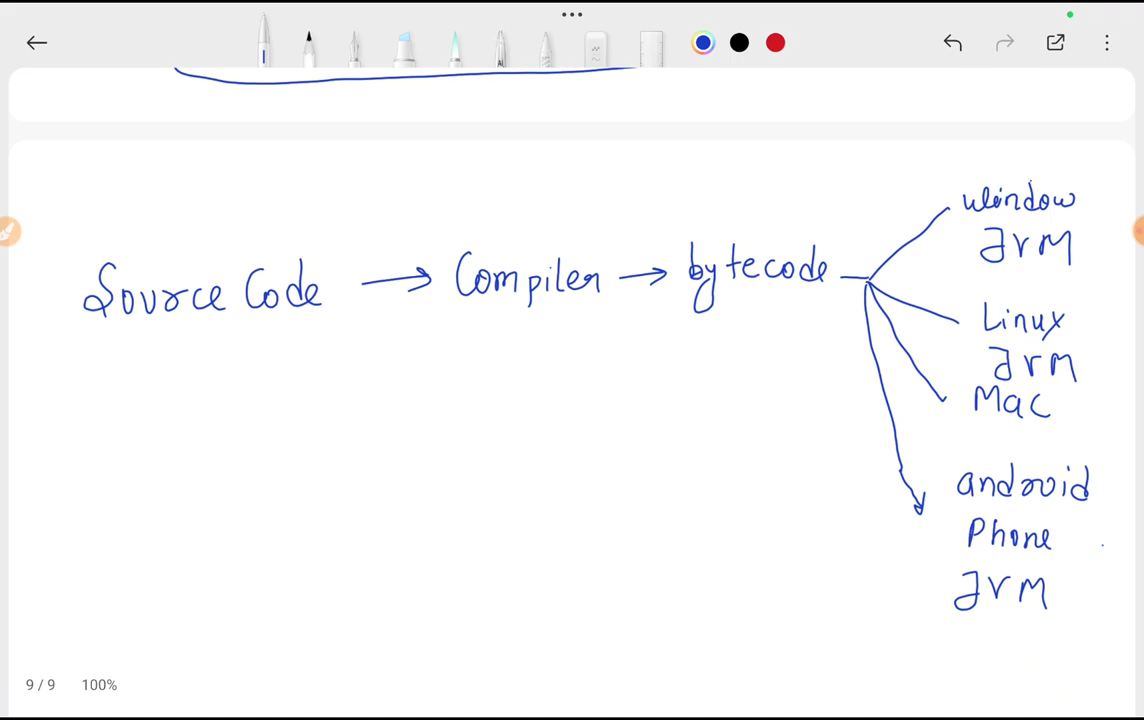 Source Code → Compiler → bytecode
Window
JVM
Linux
JVM
Mac
android
Phone
JVM
9 / 9 100%